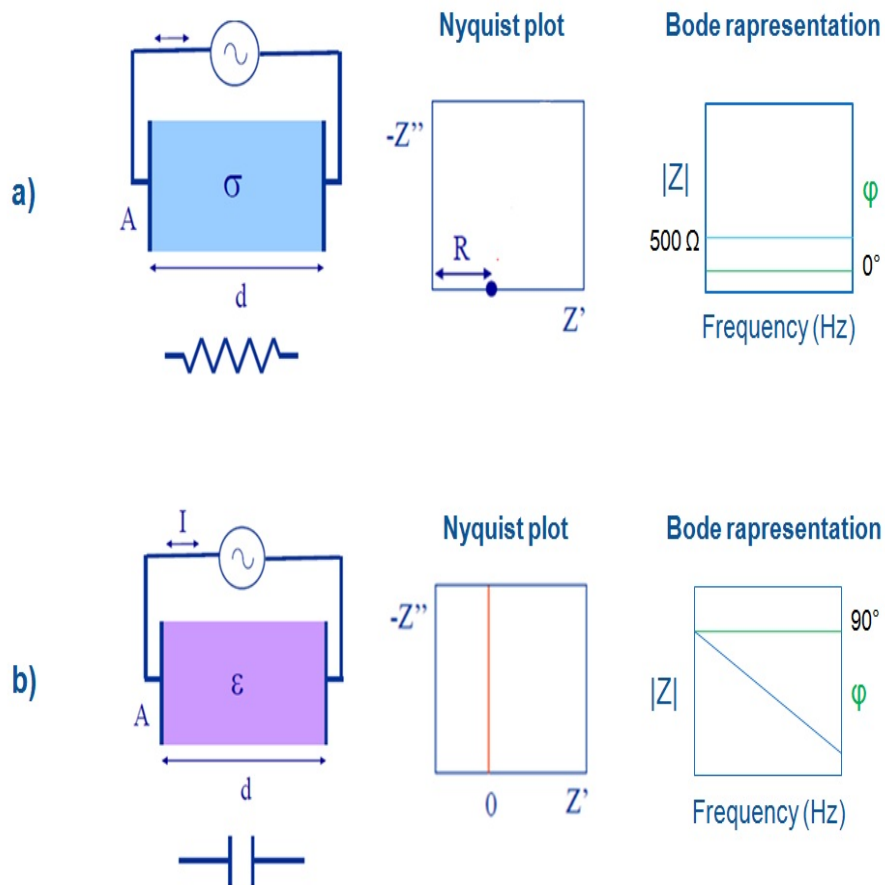 Nyquist plot
Bode rapresentation
a)
σ
A
d
-Z''
R
Z'
|Z|
φ
500 Ω
0°
Frequency (Hz)
I
Nyquist plot
Bode rapresentation
b)
ε
A
d
-Z''
0
Z'
90°
|Z|
φ
Frequency (Hz)